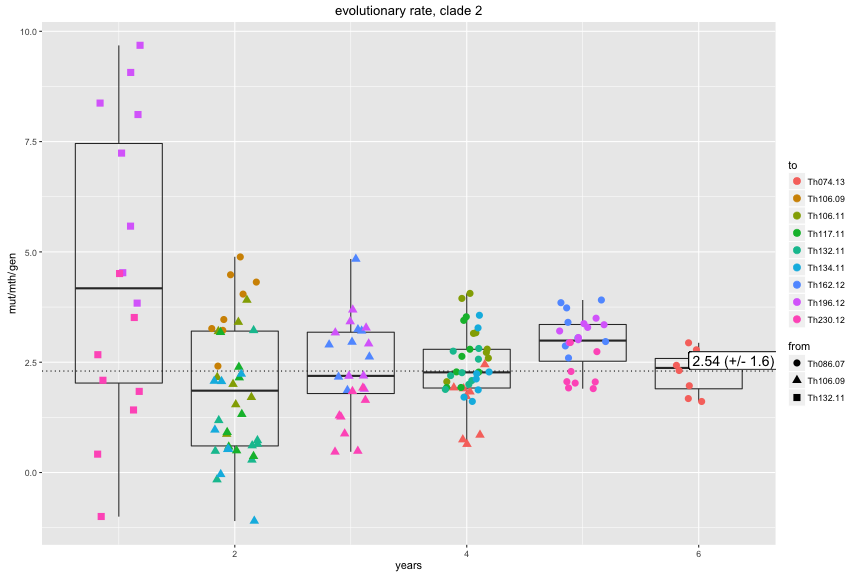 evolutionary rate, clade 2
mut/mth/gen
10.0
7.5
5.0
2.5
0.0
2.54 (+/- 1.6)
2
4
6
years
to
Th074.13
Th106.09
Th106.11
Th117.11
Th132.11
Th134.11
Th162.12
Th196.12
Th230.12
from
Th086.07
Th106.09
Th132.11